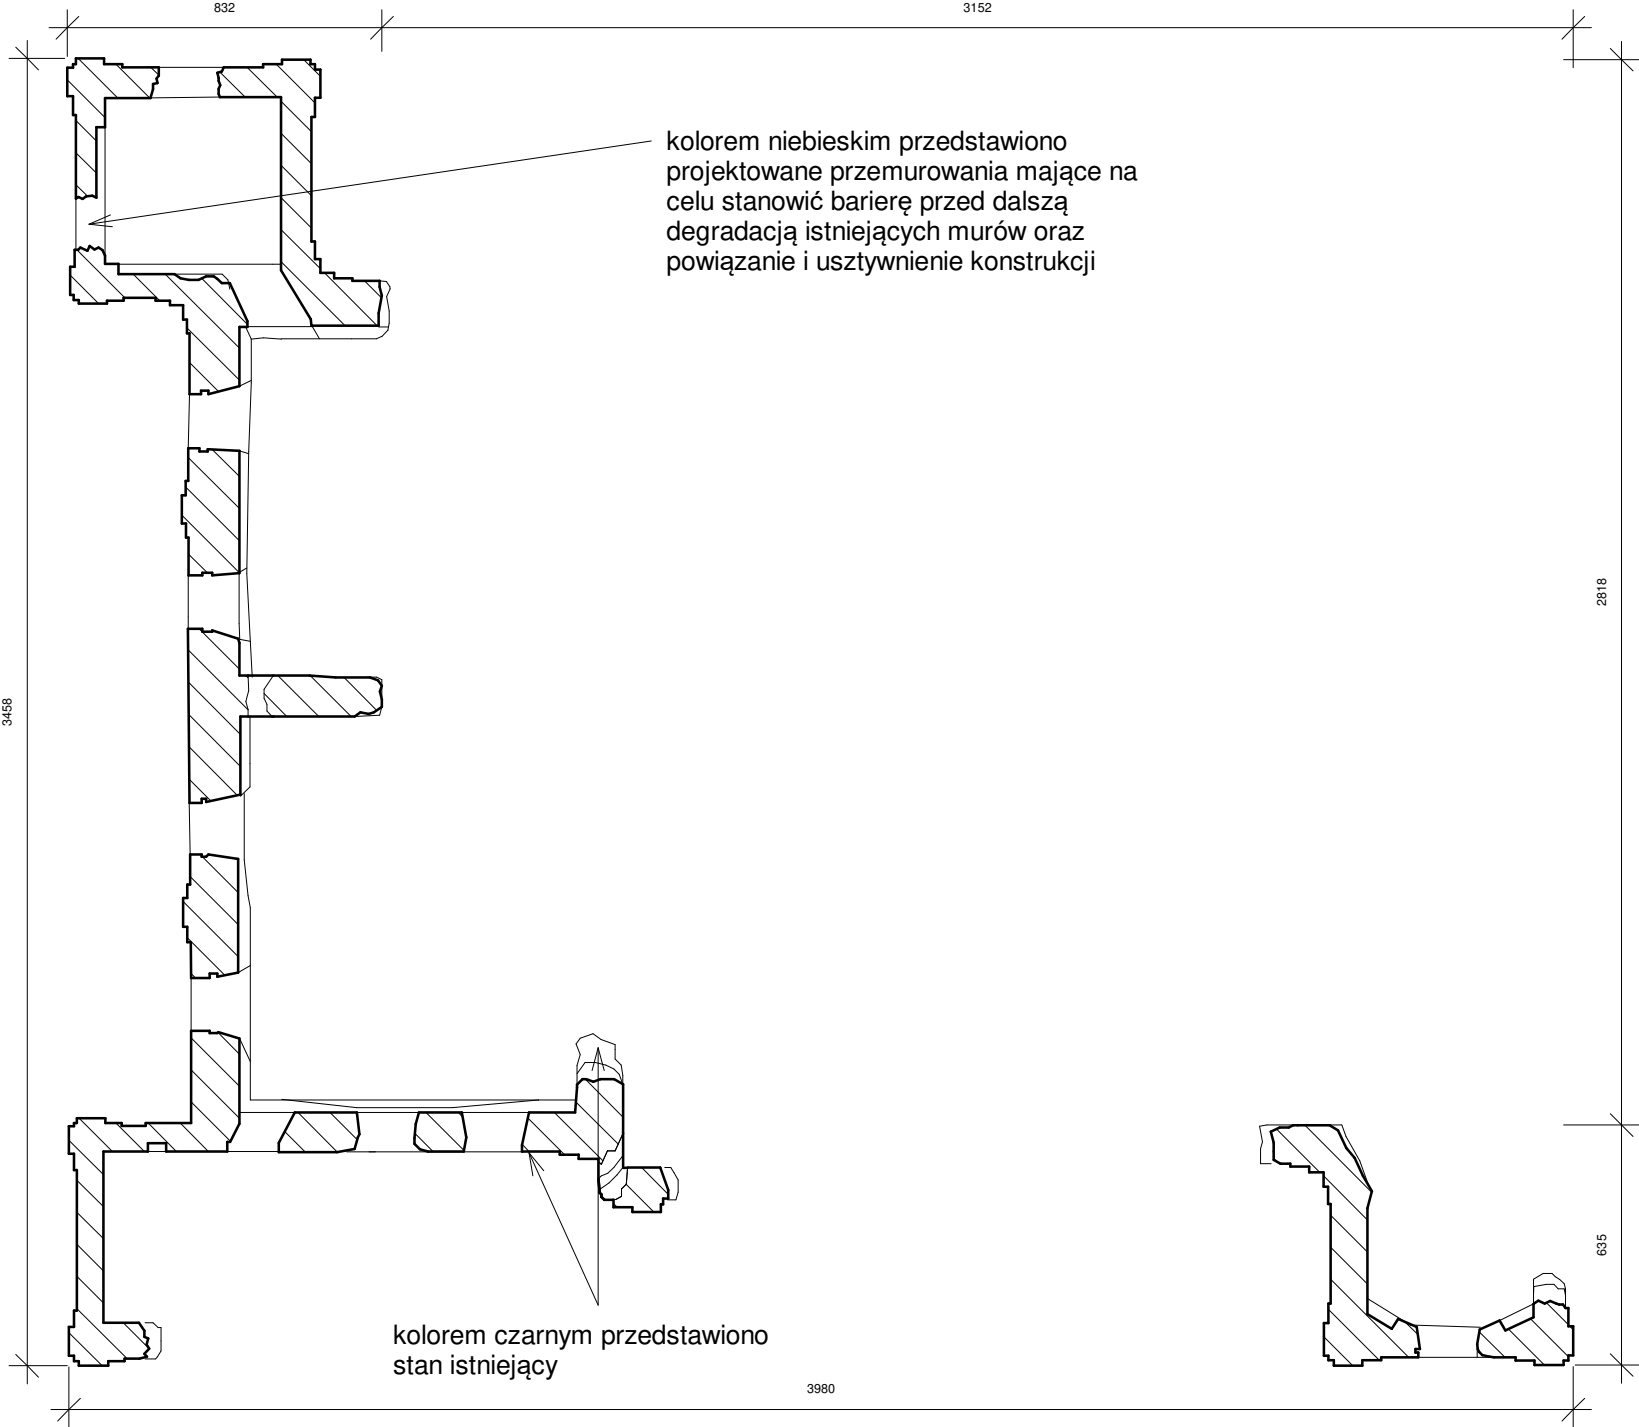 832
3152
kolorem niebieskim przedstawiono
projektowane przemurowania mające na
celu stanowić barierę przed dalszą
degradacją istniejących murów oraz
powiązanie i usztywnienie konstrukcji
2818
3458
635
kolorem czarnym przedstawiono
stan istniejący
3980